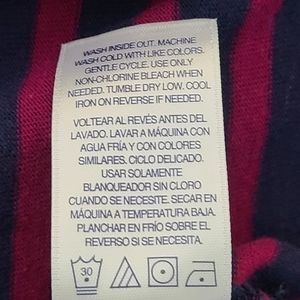 WASH INSIDE OUT. MACHINE
WASH COLD WITH LIKE COLORS.
GENTLE CYCLE. USE ONLY
NON-CHLORINE BLEACH WHEN
NEEDED. TUMBLE DRY LOW. COOL
IRON ON REVERSE IF NEEDED.
VOLTEAR AL REVÉS ANTES DEL
LAVADO. LAVAR A MÁQUINA CON
AGUA FRÍA Y CON COLORES
SIMILARES. CICLO DELICADO.
USAR SOLAMENTE
BLANQUEADOR SIN CLORO
CUANDO SE NECESITE. SECAR EN
MÁQUINA A TEMPERATURA BAJA.
PLANCHAR EN FRÍO SOBRE EL
REVERSO SI SE NECESITA.
30